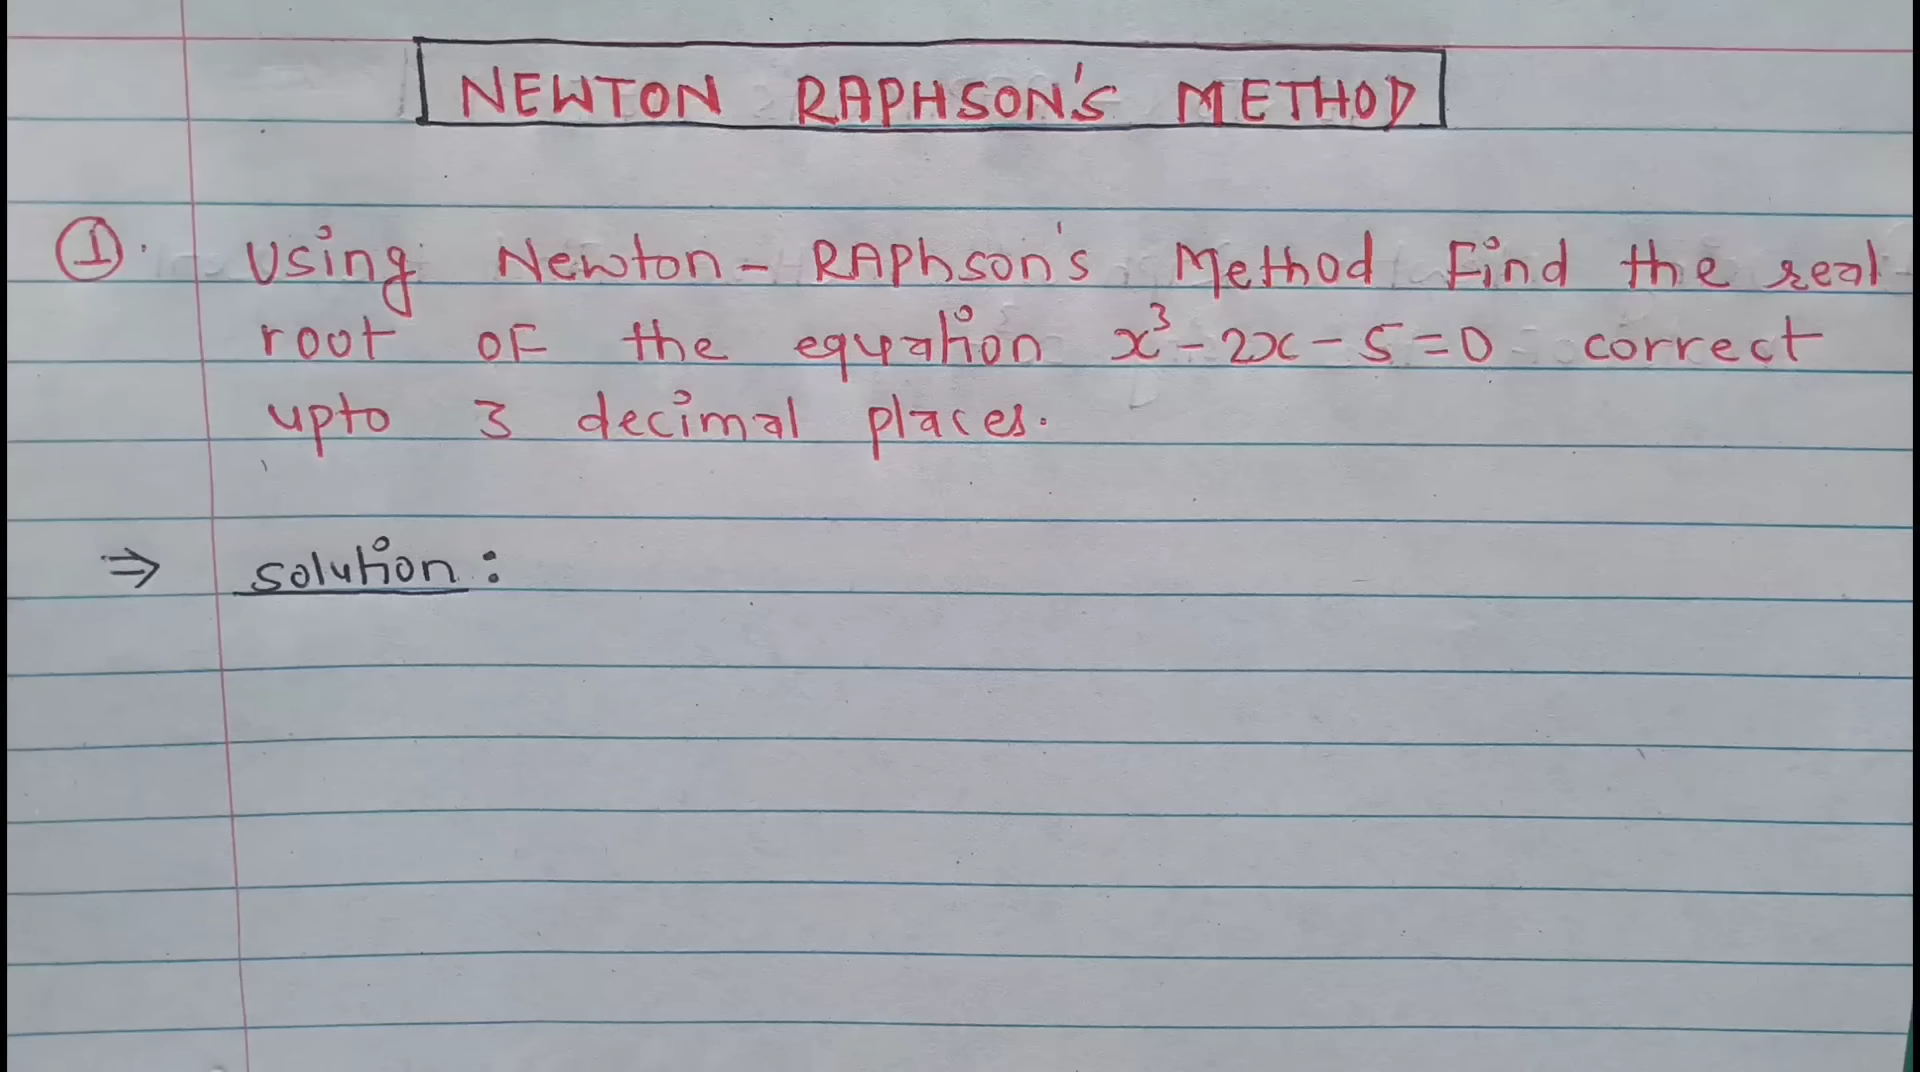 NEWTON RAPHSON'S METHOD
①. Using Newton-RAPhson's Method Find the real
root OF the equation x³-2x-5=0 correct
upto 3 decimal places.
⇒ solution: